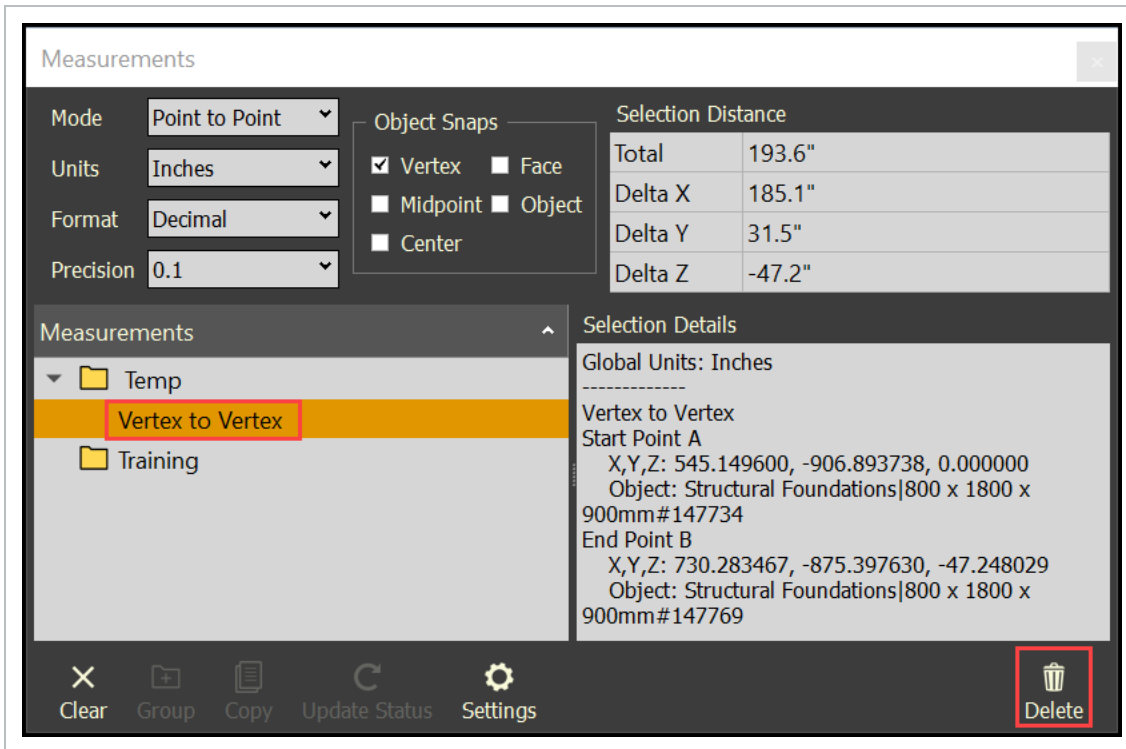 Measurements
Mode Point to Point
Units Inches
Format Decimal
Precision 0.1
Object Snaps
Vertex Face
Midpoint Object
Center
Selection Distance
Total 193.6"
Delta X 185.1"
Delta Y 31.5"
Delta Z -47.2"
Measurements
Temp
Vertex to Vertex
Training
Selection Details
Global Units: Inches
-------------
Vertex to Vertex
Start Point A
X,Y,Z: 545.149600, -906.893738, 0.000000
Object: Structural Foundations|800 x 1800 x
900mm#147734
End Point B
X,Y,Z: 730.283467, -875.397630, -47.248029
Object: Structural Foundations|800 x 1800 x
900mm#147769
Clear Group Copy Update Status Settings Delete